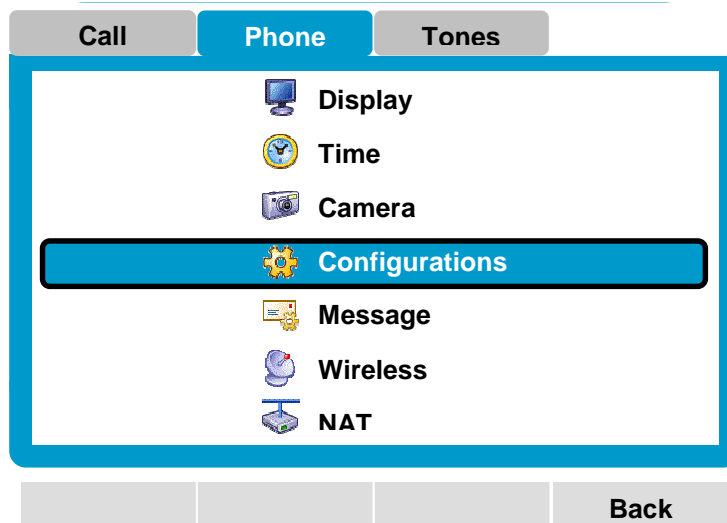 Call Phone Tones
Display
Time
Camera
Configurations
Message
Wireless
NAT
Back